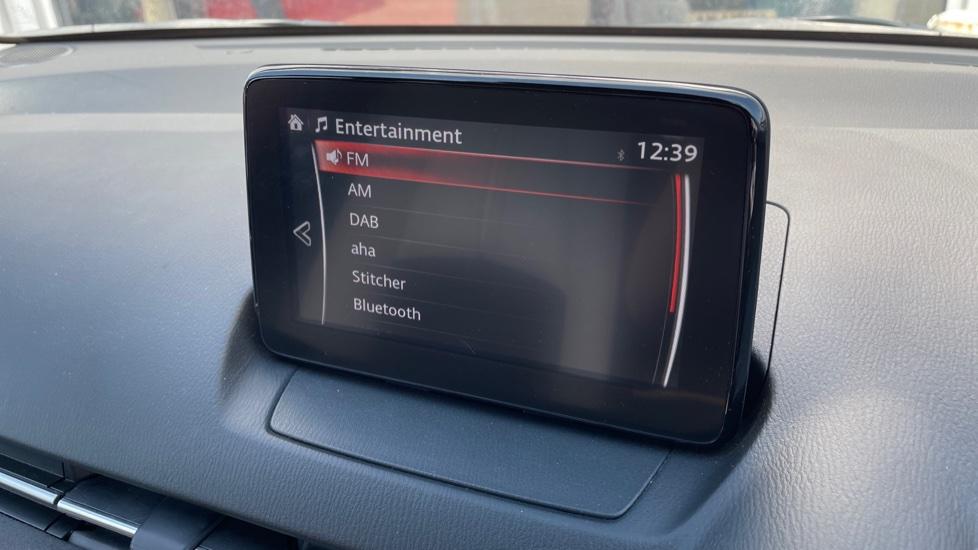 Entertainment
12:39
FM
AM
DAB
aha
Stitcher
Bluetooth